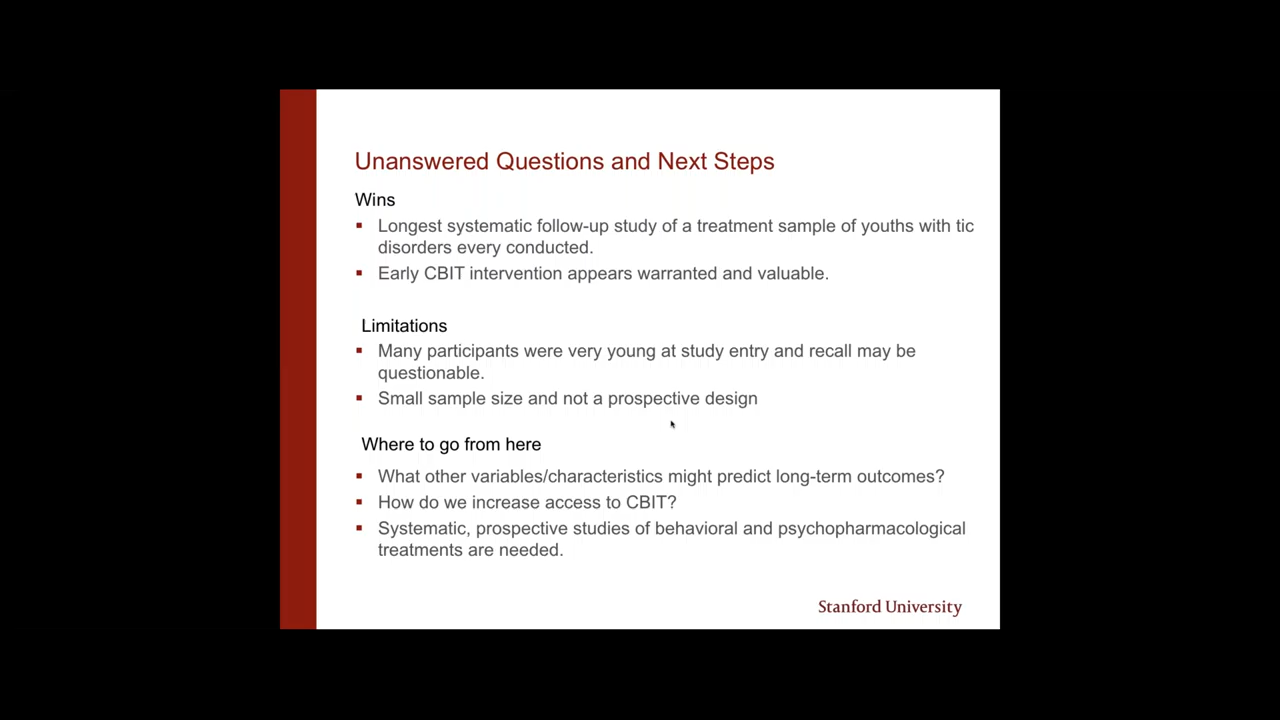 Unanswered Questions and Next Steps
Wins
▪ Longest systematic follow-up study of a treatment sample of youths with tic
disorders every conducted.
▪ Early CBIT intervention appears warranted and valuable.
Limitations
▪ Many participants were very young at study entry and recall may be
questionable.
▪ Small sample size and not a prospective design
Where to go from here
▪ What other variables/characteristics might predict long-term outcomes?
▪ How do we increase access to CBIT?
▪ Systematic, prospective studies of behavioral and psychopharmacological
treatments are needed.
Stanford University